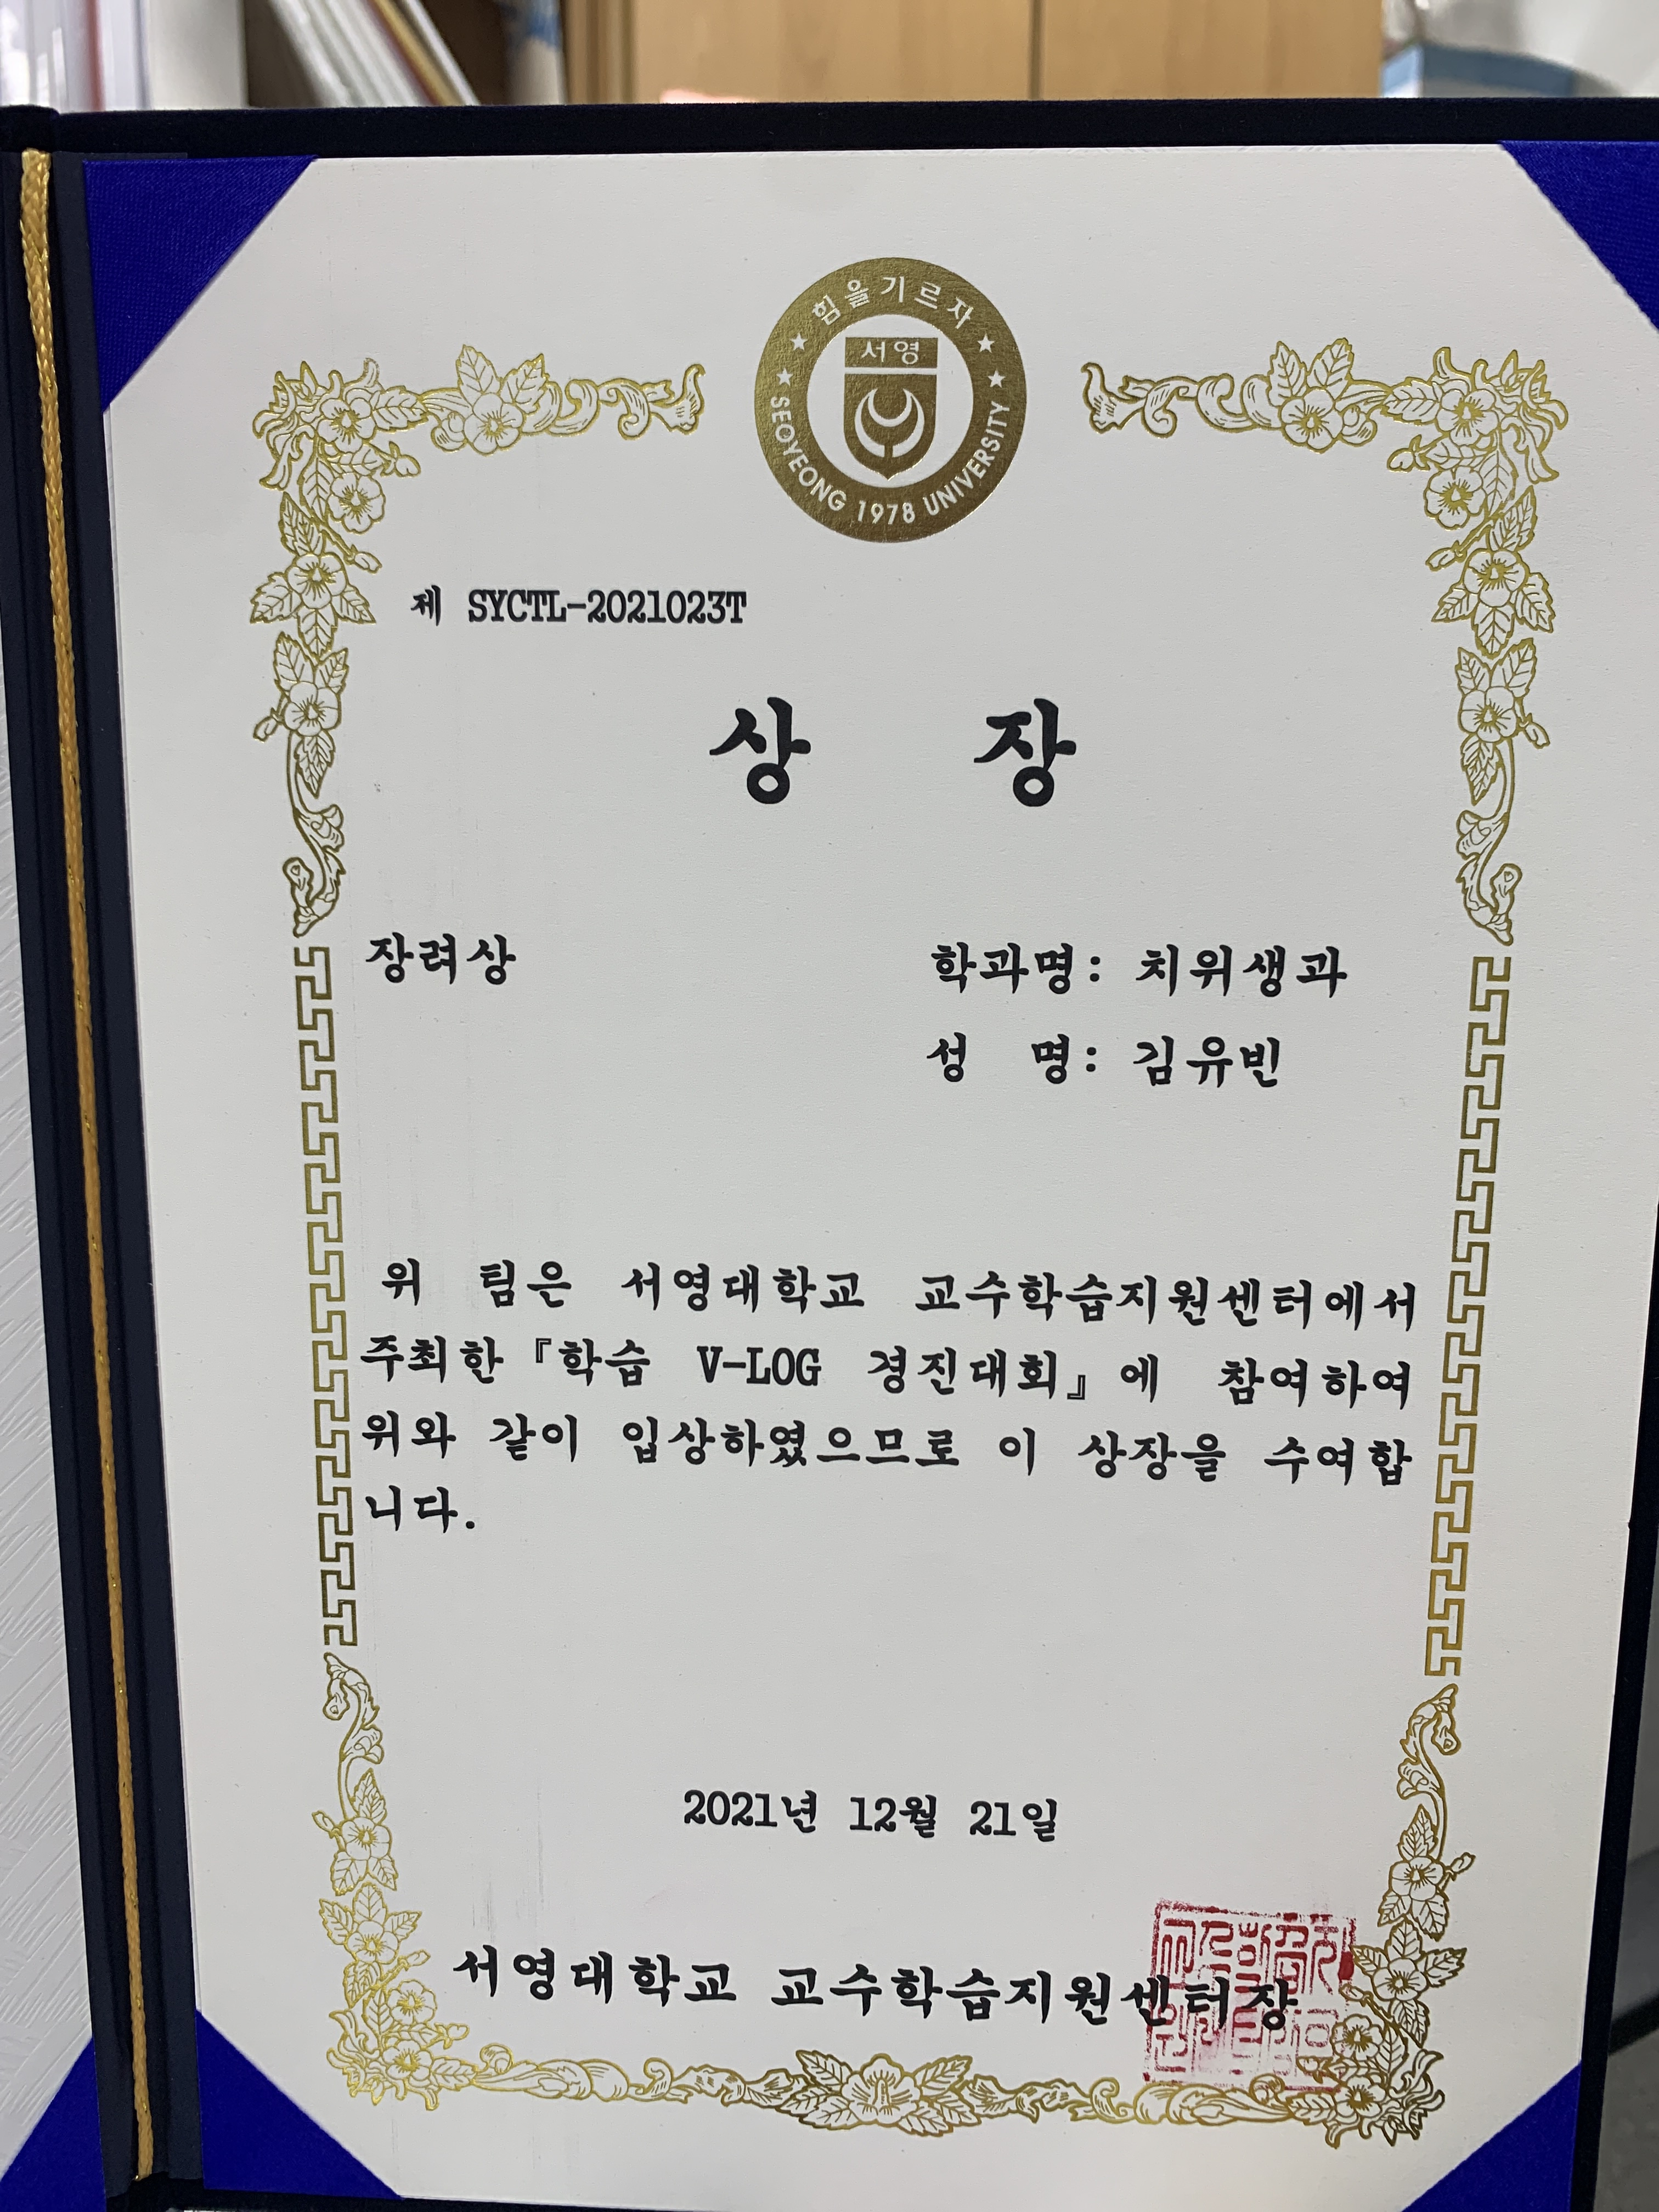 힘을기르자
서영
SEOYEONG 1978 UNIVERSITY
제 SYCTL-2021023T
상 장
장려상
학과명: 치위생과
성 명: 김유빈
위 팀은 서영대학교 교수학습지원센터에서
주최한『학습 V-LOG 경진대회』에 참여하여
위와 같이 입상하였으므로 이 상장을 수여합
니다.
2021년 12월 21일
서영대학교 교수학습지원센터장